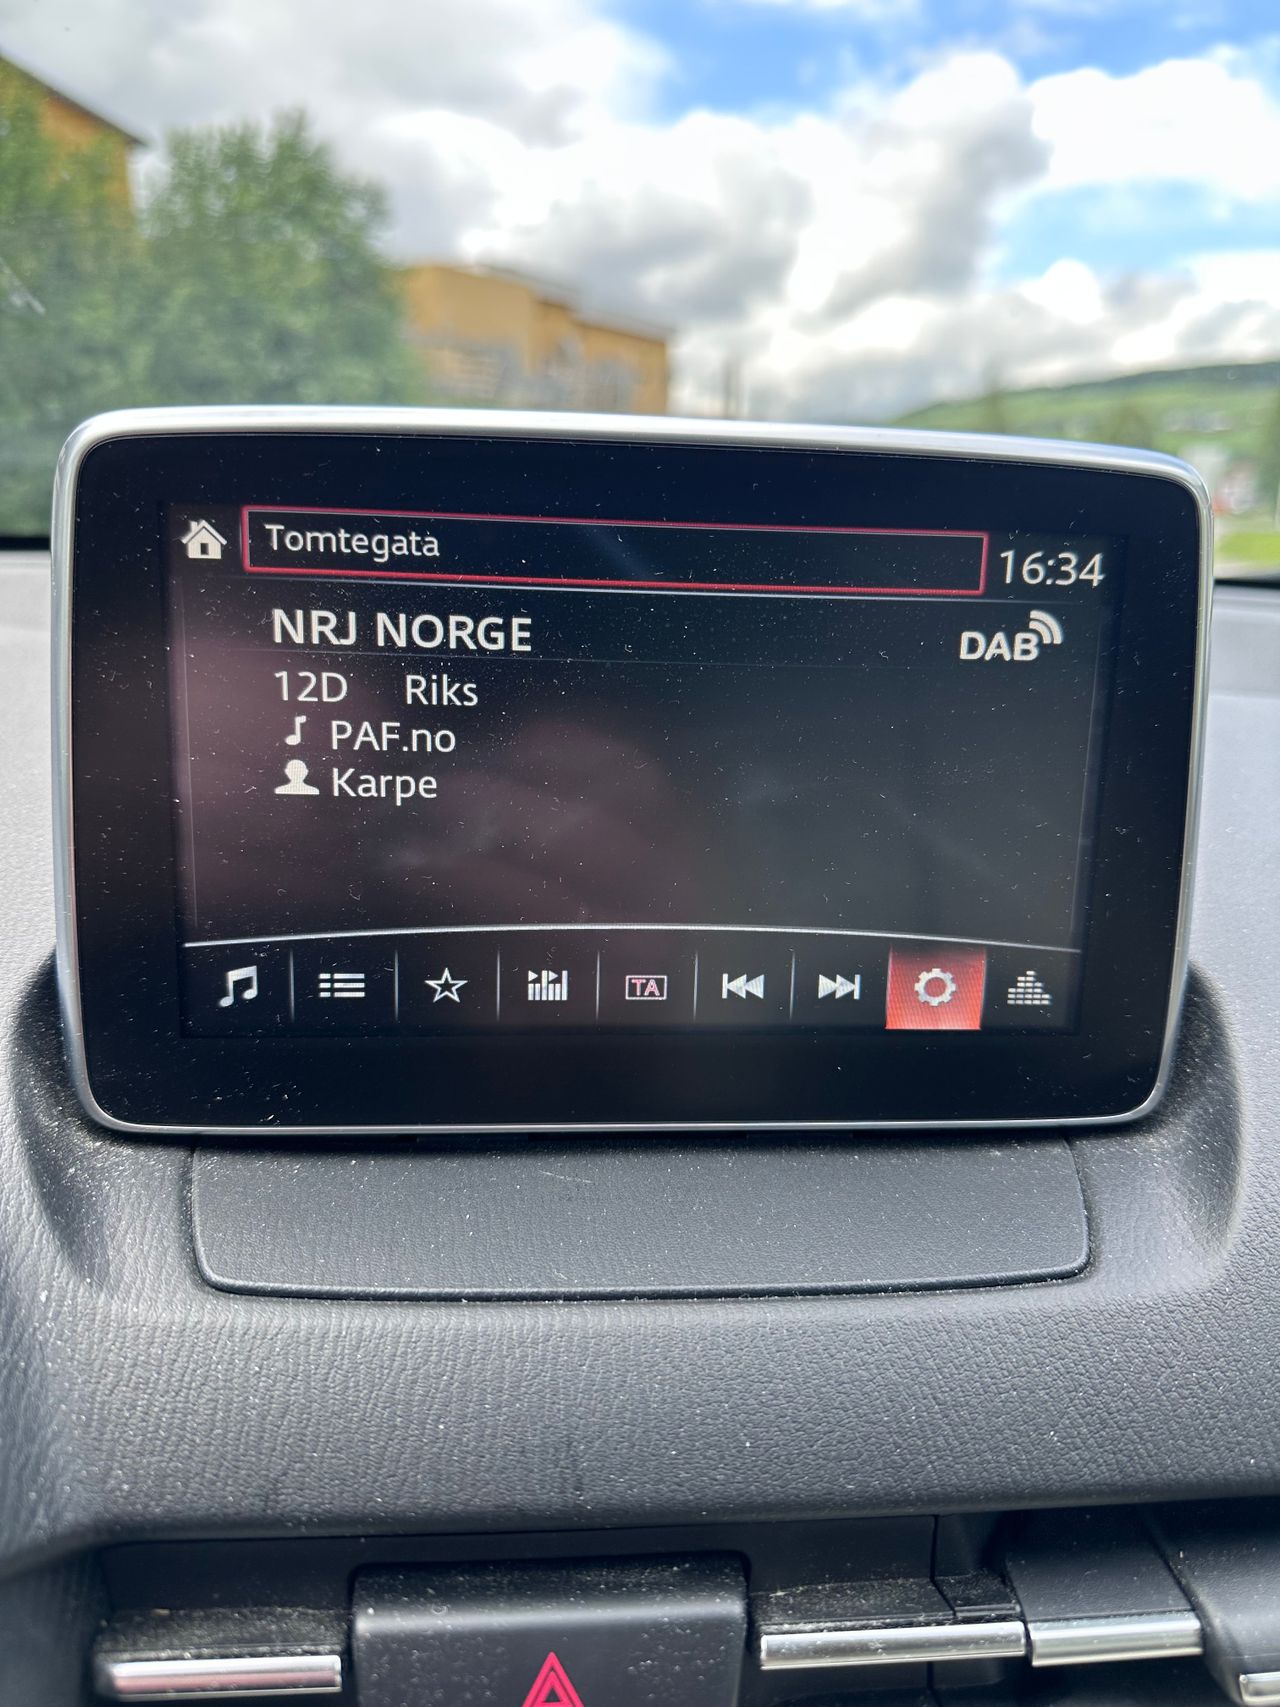 Tomtegata
16:34
NRJ NORGE
DAB
12D Riks
PAF.no
Karpe
TA